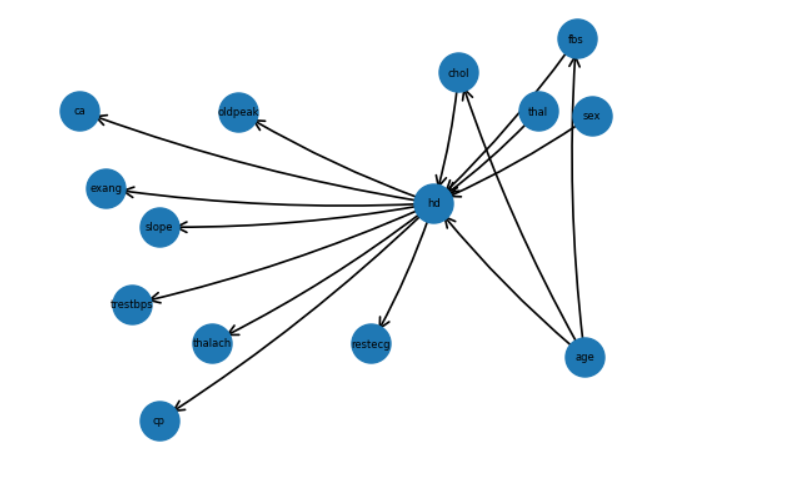 fbs
chol
ca
oldpeak
thal
sex
exang
hd
slope
trestbps
thalach
restecg
age
cp